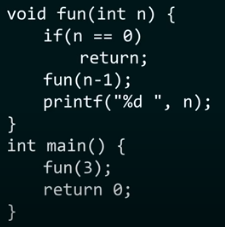 void fun(int n) {
    if(n == 0)
        return;
    fun(n-1);
    printf("%d ", n);
}
int main() {
    fun(3);
    return 0;
}